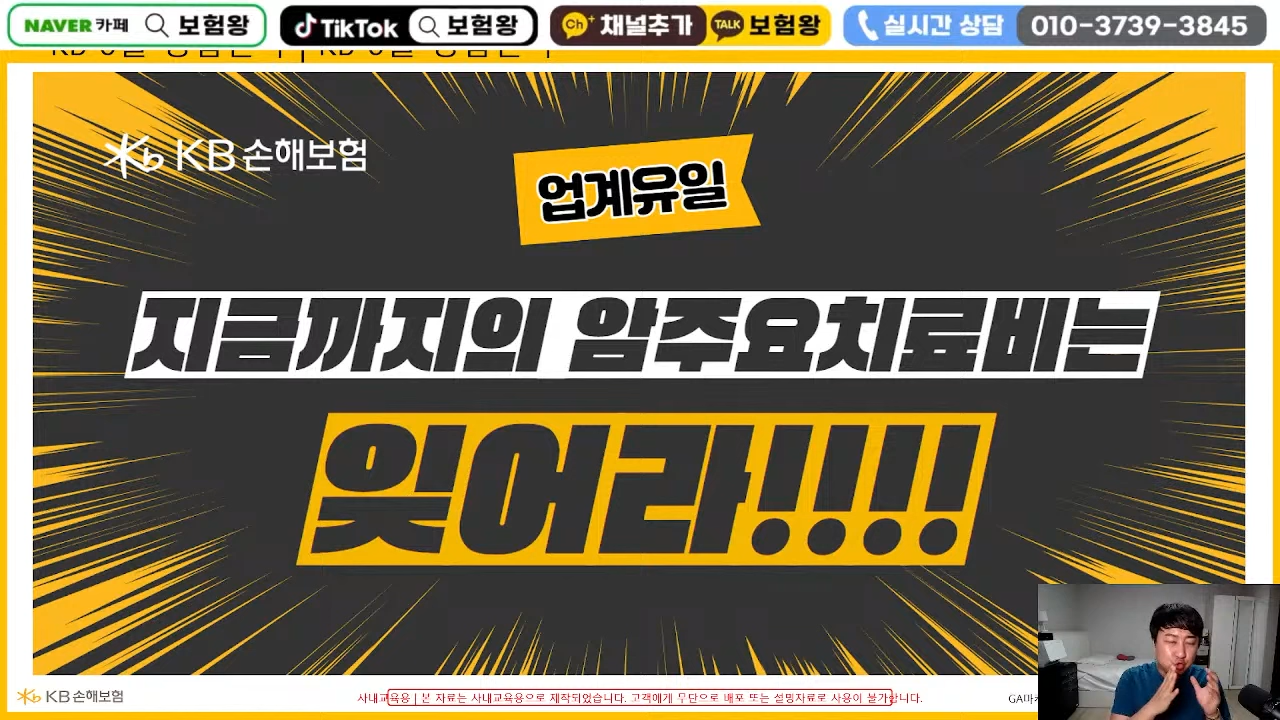 NAVER 카페 보험왕 TikTok 보험왕 Ch+ 채널추가 TALK 보험왕 실시간 상담 010-3739-3845
KB 손해보험
업계유일
지금까지의 암주요치료비는
잊어라!!!!
KB 손해보험 사내교육용 | 본 자료는 사내교육용으로 제작되었습니다. 고객에게 무단으로 배포 또는 설명자료로 사용이 불가합니다.